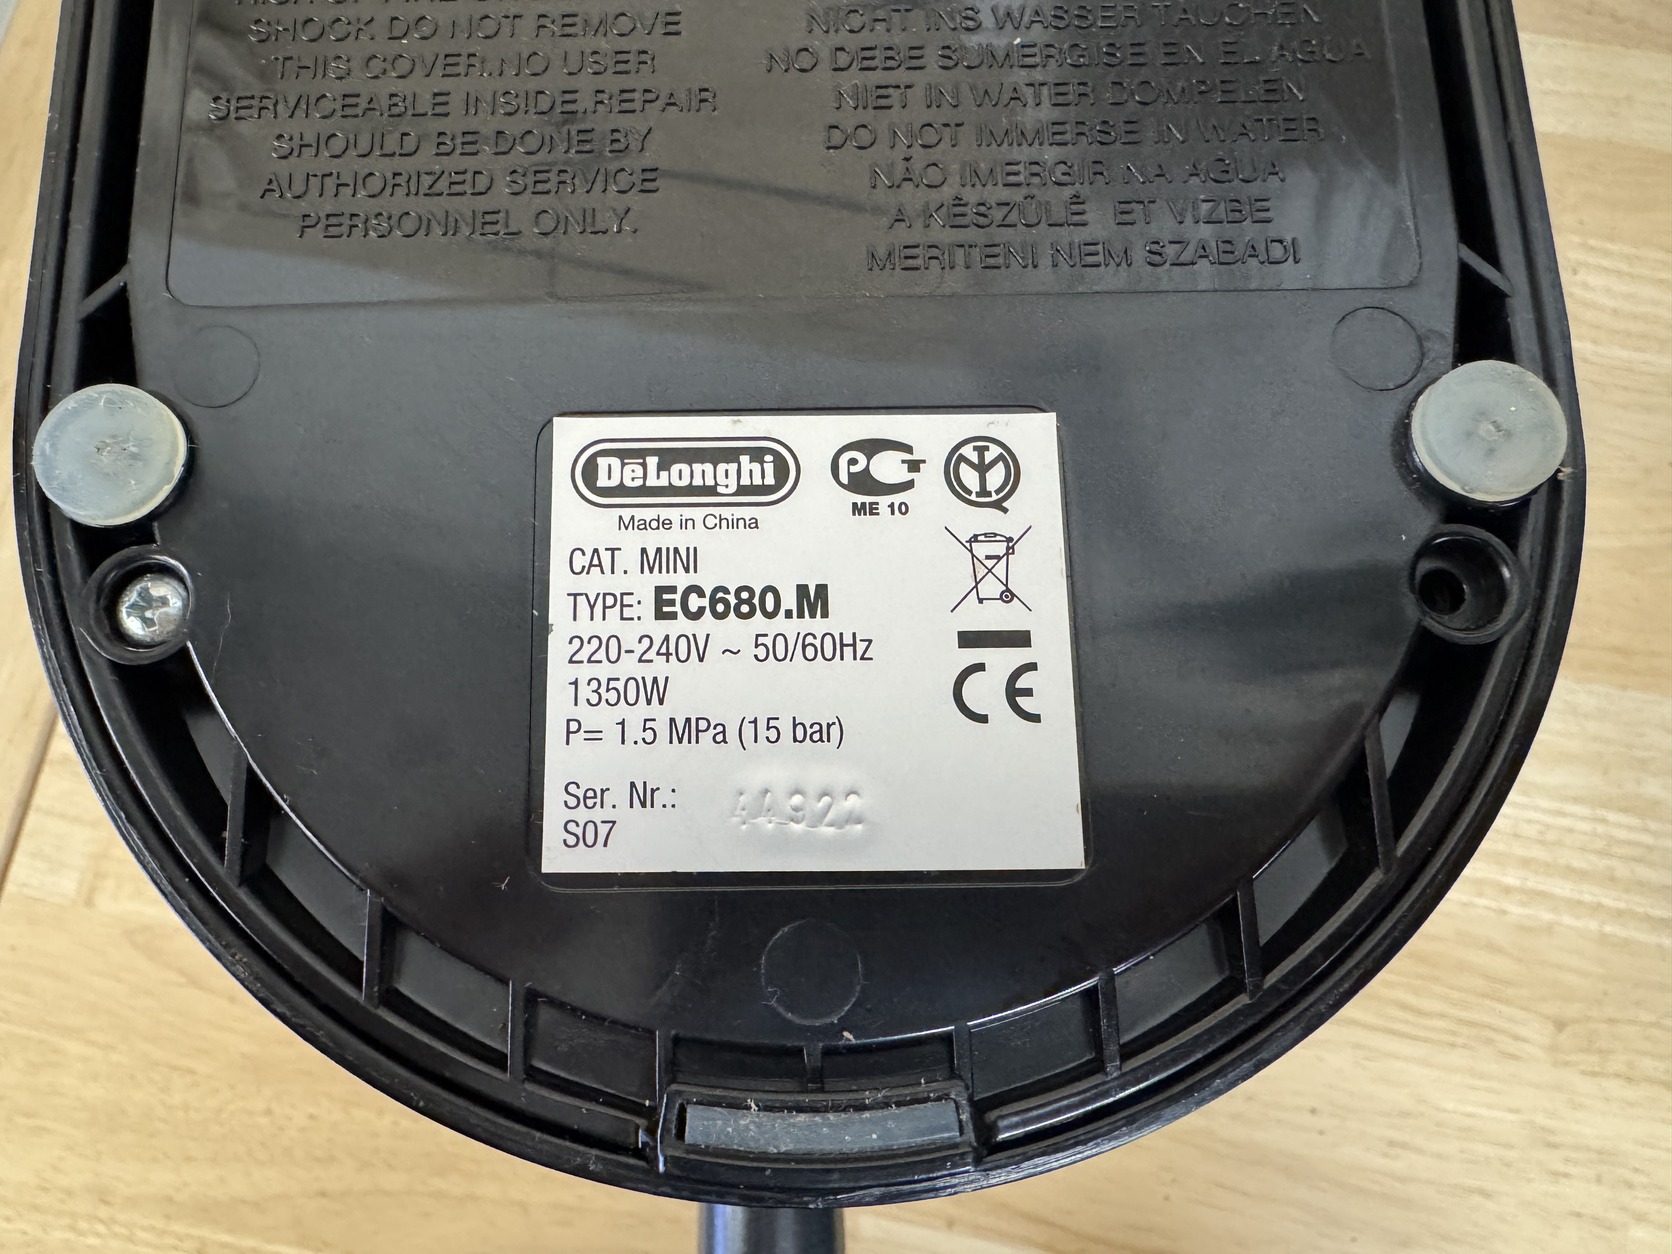 SHOCK DO NOT REMOVE
THIS COVER.NO USER
SERVICEABLE INSIDE.REPAIR
SHOULD BE DONE BY
AUTHORIZED SERVICE
PERSONNEL ONLY.
NICHT INS WASSER TAUCHEN
NO DEBE SUMERGISE EN EL AGUA
NIET IN WATER DOMPELEN
DO NOT IMMERSE IN WATER
NÃO IMERGIR NA AGUA
A KÊSZŪLÊ ET VIZBE
MERITENI NEM SZABADI
DēLonghi
Made in China
PCT
ME 10
CAT. MINI
TYPE: EC680.M
220-240V ~ 50/60Hz
1350W
P= 1.5 MPa (15 bar)
CE
Ser. Nr.: 44922
S07